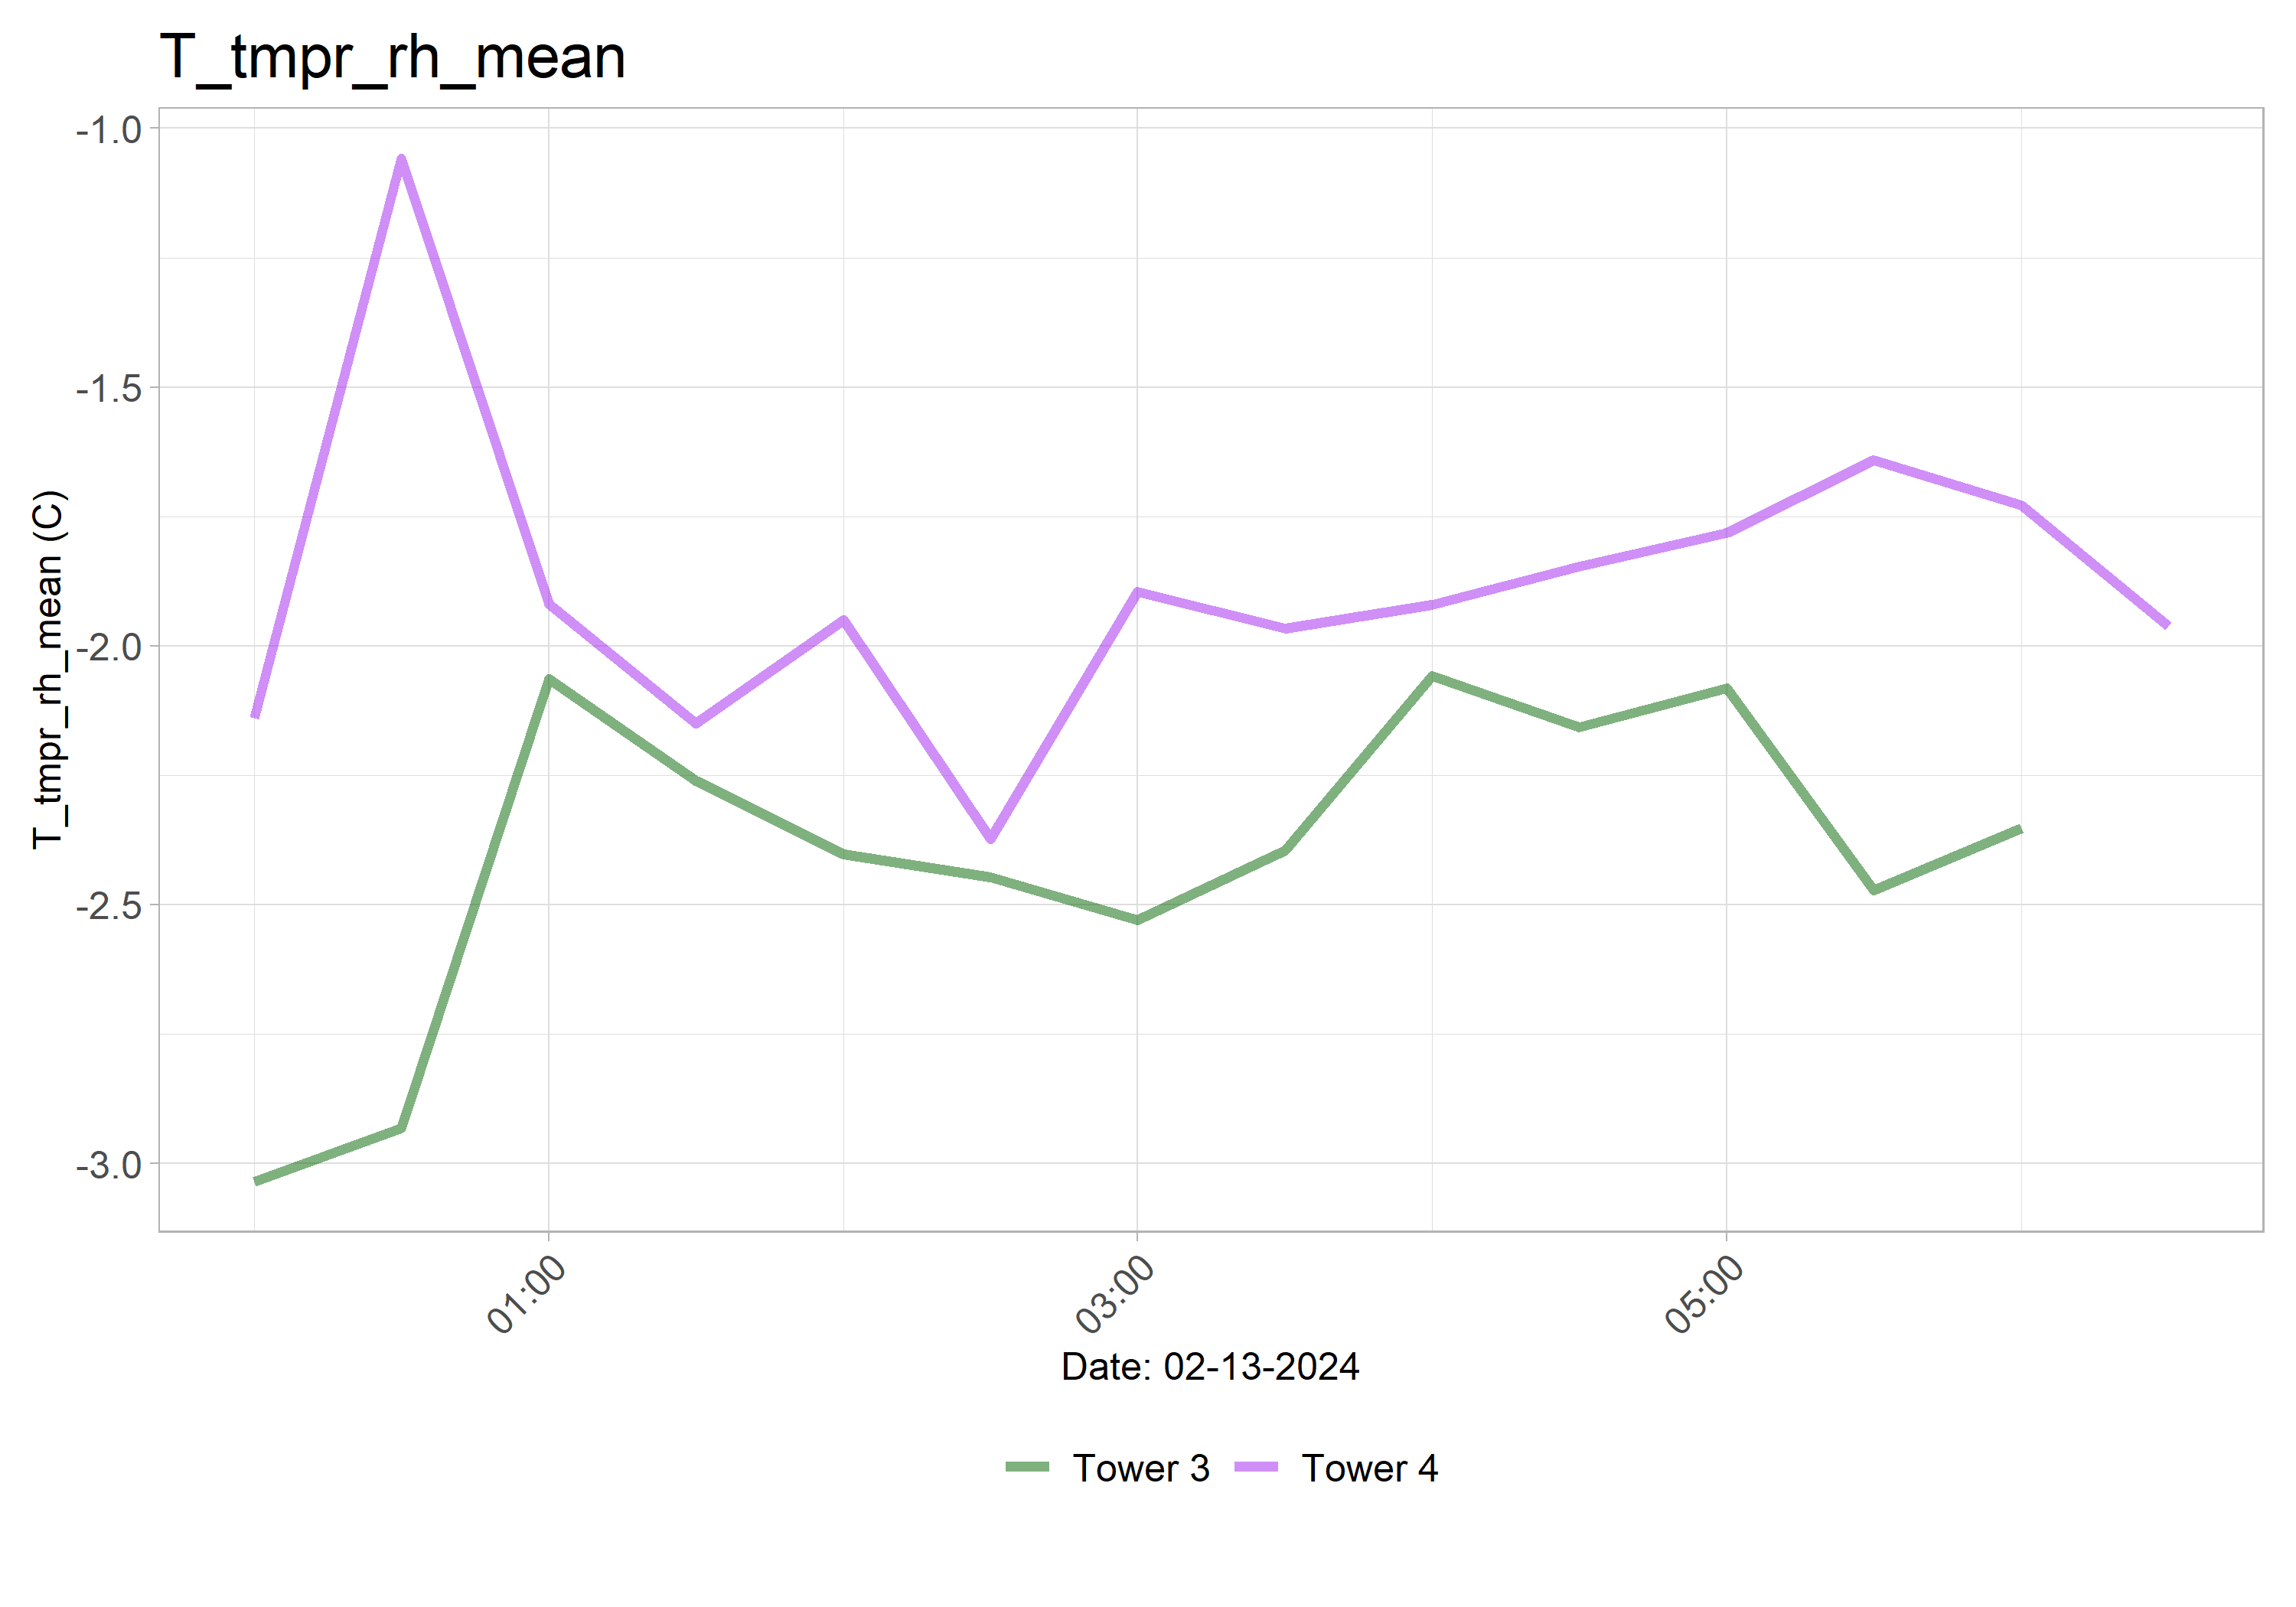 T_tmpr_rh_mean
T_tmpr_rh_mean (C)
-1.0
-1.5
-2.0
-2.5
-3.0
01:00 03:00 05:00
Date: 02-13-2024
Tower 3 Tower 4